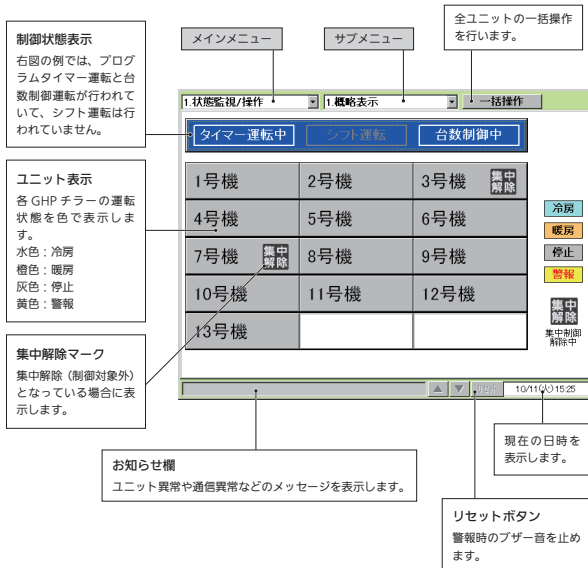 制御状態表示
右図の例では、プログ
ラムタイマー運転と台
数制御運転が行われて
いて、シフト運転は行
われていません。
メインメニュー
サブメニュー
全ユニットの一括操作
を行います。
1.状態監視/操作
1.概略表示
一括操作
タイマー運転中
シフト運転
台数制御中
ユニット表示
各 GHP チラーの運転
状態を色で表示しま
す。
水色：冷房
橙色：暖房
灰色：停止
黄色：警報
1号機
2号機
3号機
集中
解除
4号機
5号機
6号機
7号機
集中
解除
8号機
9号機
10号機
11号機
12号機
13号機
冷房
暖房
停止
警報
集中
解除
集中制御
解除中
集中解除マーク
集中解除（制御対象外）
となっている場合に表
示します。
10/11(火)15:25
お知らせ欄
ユニット異常や通信異常などのメッセージを表示します。
現在の日時を
表示します。
リセットボタン
警報時のブザー音を止め
ます。